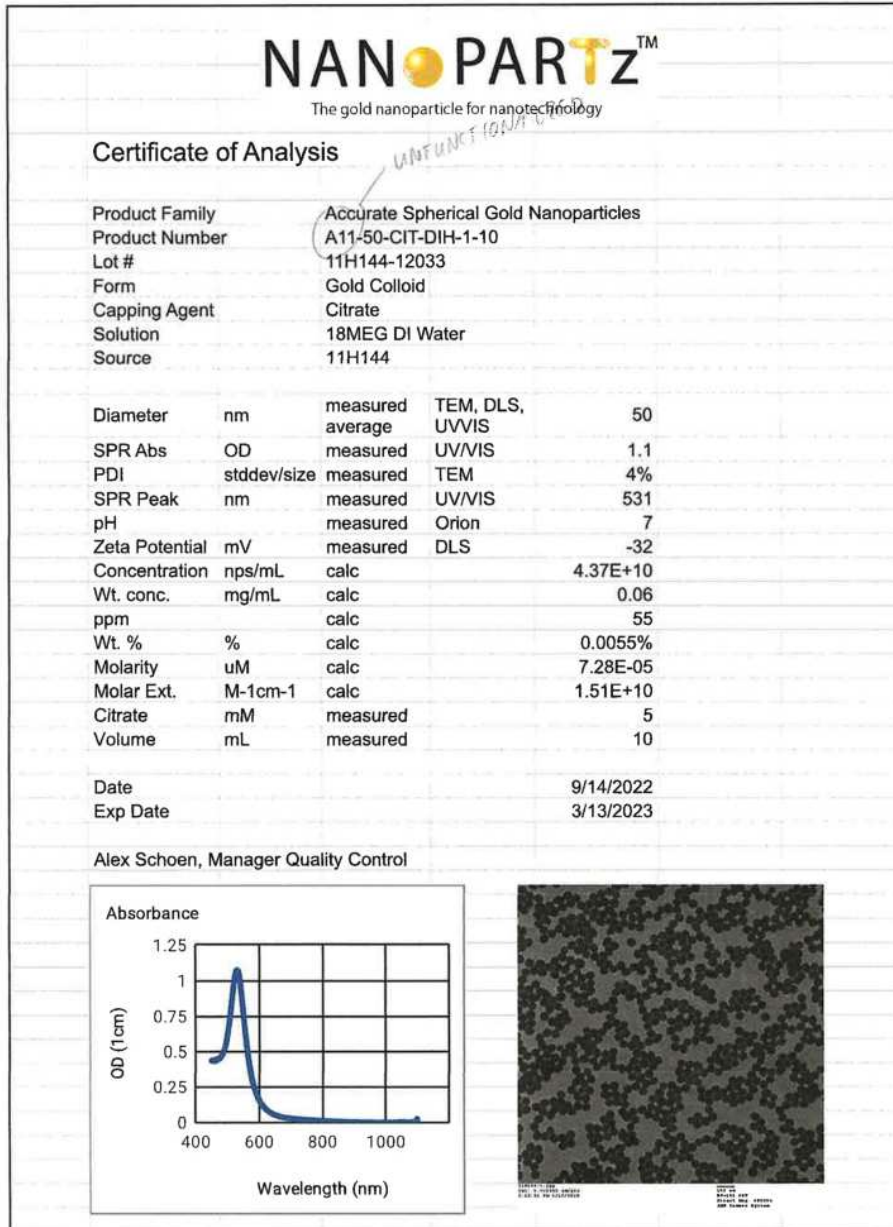 NANOPARTz™
The gold nanoparticle for nanotechnology
UNFUNCTIONALIZED
Certificate of Analysis
Product Family Accurate Spherical Gold Nanoparticles
Product Number A11-50-CIT-DIH-1-10
Lot # 11H144-12033
Form Gold Colloid
Capping Agent Citrate
Solution 18MEG DI Water
Source 11H144
Diameter nm measured average TEM, DLS, UVVIS 50
SPR Abs OD measured UV/VIS 1.1
PDI stddev/size measured TEM 4%
SPR Peak nm measured UV/VIS 531
pH measured Orion 7
Zeta Potential mV measured DLS -32
Concentration nps/mL calc 4.37E+10
Wt. conc. mg/mL calc 0.06
ppm calc 55
Wt. % % calc 0.0055%
Molarity uM calc 7.28E-05
Molar Ext. M-1cm-1 calc 1.51E+10
Citrate mM measured 5
Volume mL measured 10
Date 9/14/2022
Exp Date 3/13/2023
Alex Schoen, Manager Quality Control
Absorbance
OD (1cm)
1.25
1
0.75
0.5
0.25
0
400 600 800 1000
Wavelength (nm)